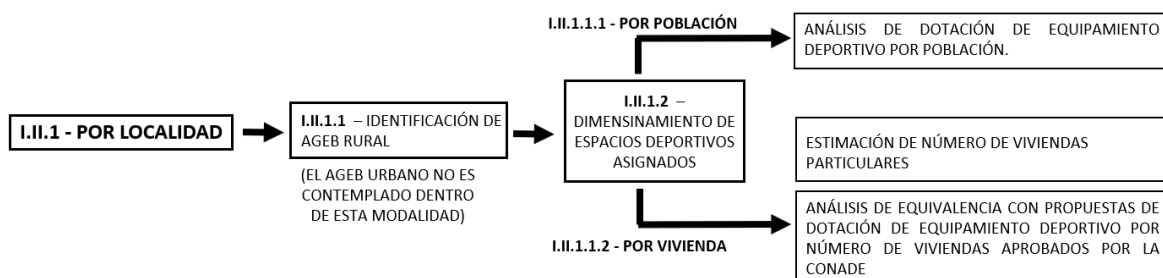 I.II.1 - POR LOCALIDAD
I.II.1.1 – IDENTIFICACIÓN DE
AGEB RURAL
(EL AGEB URBANO NO ES
CONTEMPLADO DENTRO
DE ESTA MODALIDAD)
I.II.1.2 –
DIMENSINAMIENTO DE
ESPACIOS DEPORTIVOS
ASIGNADOS
I.II.1.1.1 - POR POBLACIÓN
ANÁLISIS DE DOTACIÓN DE EQUIPAMIENTO
DEPORTIVO POR POBLACIÓN.
I.II.1.1.2 - POR VIVIENDA
ESTIMACIÓN DE NÚMERO DE VIVIENDAS
PARTICULARES
ANÁLISIS DE EQUIVALENCIA CON PROPUESTAS DE
DOTACIÓN DE EQUIPAMIENTO DEPORTIVO POR
NÚMERO DE VIVIENDAS APROBADOS POR LA
CONADE